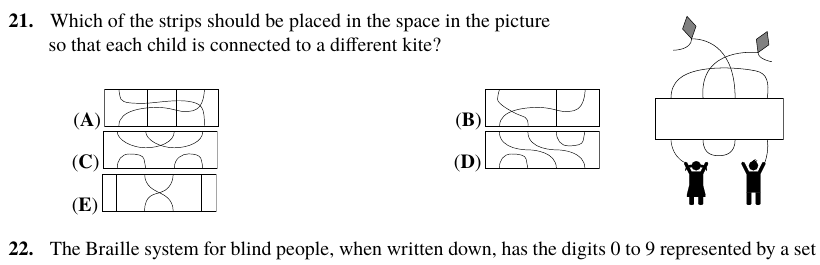 21. Which of the strips should be placed in the space in the picture
so that each child is connected to a different kite?
(A) (B)
(C) (D)
(E)
22. The Braille system for blind people, when written down, has the digits 0 to 9 represented by a set